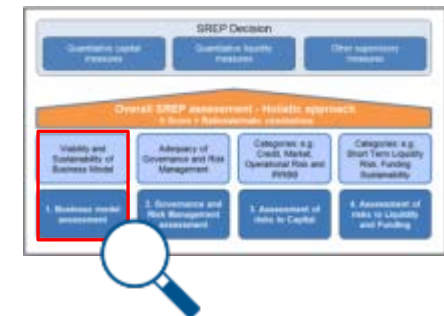 SREP Decision
Quantitative capital
measures
Quantitative liquidity
measures
Other supervisory
measures
Overall SREP assessment - Holistic approach
Viability and
Sustainability of
Business Model
Adequacy of
Governance and Risk
Management
Categories: e.g.
Credit, Market,
Operational Risk and
IRRBB
Categories: e.g.
Short Term Liquidity
Risk, Funding
Sustainability
1. Business model
assessment
2. Governance and
Risk Management
assessment
3. Assessment of
risks to Capital
4. Assessment of
risks to Liquidity
and Funding